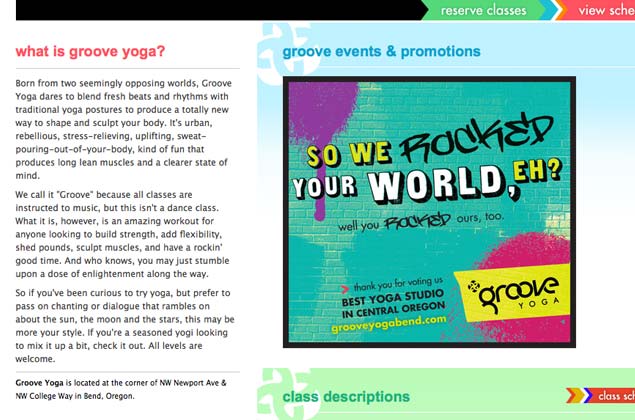 reserve classes
view sche
what is groove yoga?
Born from two seemingly opposing worlds, Groove
Yoga dares to blend fresh beats and rhythms with
traditional yoga postures to produce a totally new
way to shape and sculpt your body. It's urban,
rebellious, stress-relieving, uplifting, sweat-
pouring-out-of-your-body, kind of fun that
produces long lean muscles and a clearer state of
mind.
We call it "Groove" because all classes are
instructed to music, but this isn't a dance class.
What it is, however, is an amazing workout for
anyone looking to build strength, add flexibility,
shed pounds, sculpt muscles, and have a rockin'
good time. And who knows, you may just stumble
upon a dose of enlightenment along the way.
So if you've been curious to try yoga, but prefer to
pass on chanting or dialogue that rambles on
about the sun, the moon and the stars, this may be
more your style. If you're a seasoned yogi looking
to mix it up a bit, check it out. All levels are
welcome.
Groove Yoga is located at the corner of NW Newport Ave &
NW College Way in Bend, Oregon.
groove events & promotions
SO WE ROCKED
YOUR WORLD, EH?
well you ROCKED ours, too.
thank you for voting us
BEST YOGA STUDIO
IN CENTRAL OREGON
grooveyogabend.com
groove
YOGA
class descriptions
class sch